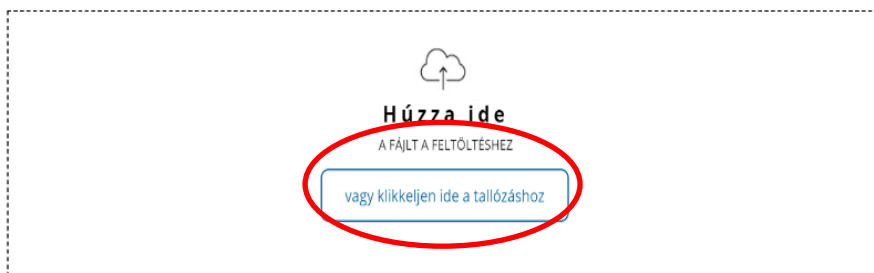 Húzza ide
A FÁJLT A FELTÖLTÉSHEZ
vagy klikkeljen ide a tallózáshoz